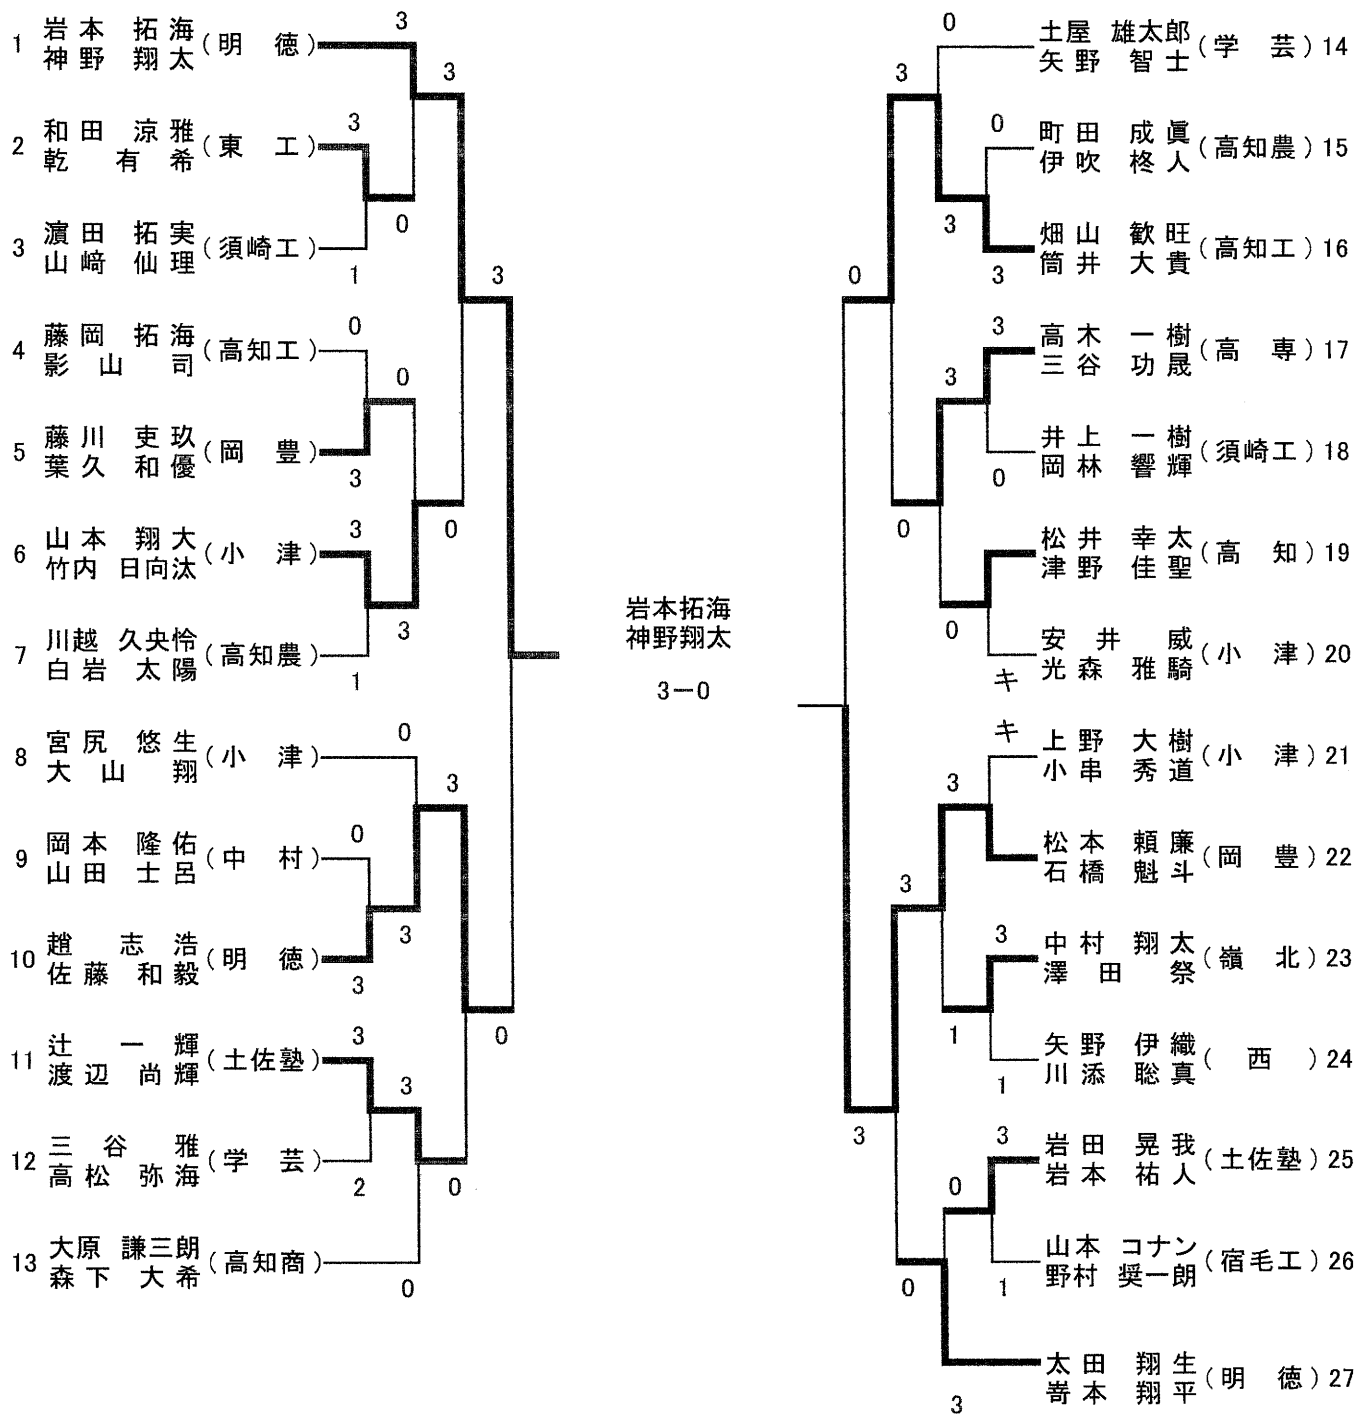 1 岩本 拓海 (明 徳)
神野 翔太
3
3
2 和田 涼雅 (東 工)
乾 有希
3
0
3 濵田 拓実 (須崎工)
山﨑 仙理
1
3
4 藤岡 拓海 (高知工)
影山 司
0
0
5 藤川 吏玖 (岡 豊)
葉久 和優
3
0
6 山本 翔大 (小 津)
竹内 日向汰
3
3
7 川越 久央怜 (高知農)
白岩 太陽
1
8 宮尻 悠生 (小 津)
大山 翔
0
3
9 岡本 隆佑 (中 村)
山田 士呂
0
3
10 趙 志浩 (明 徳)
佐藤 和毅
3
0
11 辻 一輝 (土佐塾)
渡辺 尚輝
3
3
12 三谷 雅 (学 芸)
高松 弥海
2
0
13 大原 謙三朗 (高知商)
森下 大希
0
岩本拓海
神野翔太
3-0
0
土屋 雄太郎 (学 芸) 14
矢野 智士
3
0
町田 成眞 (高知農) 15
伊吹 柊人
3
畑山 歓旺 (高知工) 16
筒井 大貴
3
0
3
高木 一樹 (高 専) 17
三谷 功晟
3
井上 一樹 (須崎工) 18
岡林 響輝
0
0
松井 幸太 (高 知) 19
津野 佳聖
0
安井 威 (小 津) 20
光森 雅騎
キ
キ
上野 大樹 (小 津) 21
小串 秀道
3
松本 頼廉 (岡 豊) 22
石橋 魁斗
3
3
中村 翔太 (嶺 北) 23
澤田 祭
1
矢野 伊織 (西) 24
川添 聡真
1
3
3
岩田 晃我 (土佐塾) 25
岩本 祐人
0
山本 コナン (宿毛工) 26
野村 奨一朗
1
0
太田 翔生 (明 徳) 27
嵜本 翔平
3